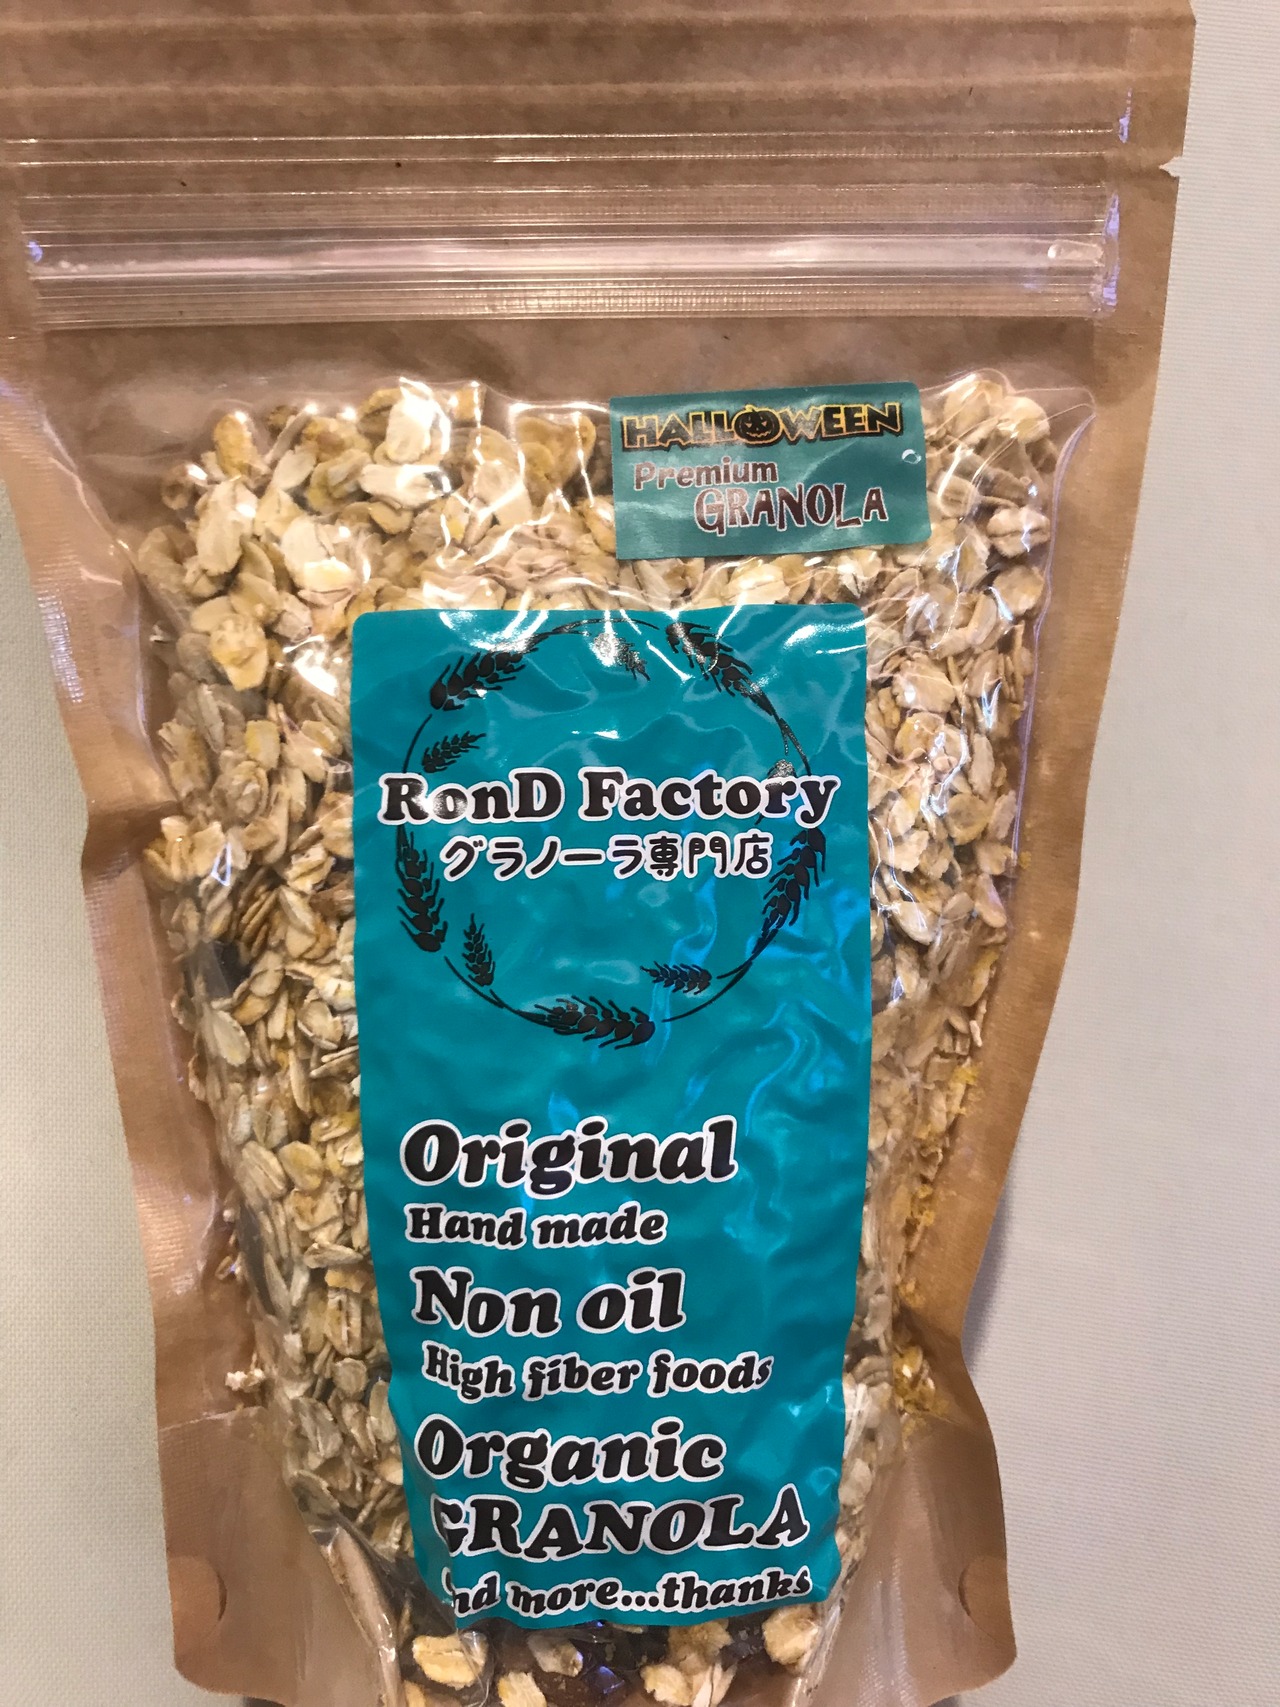 HALLOWEEN
Premium
GRANOLA
RonD Factory
グラノーラ専門店
Original
Hand made
Non oil
High fiber foods
Organic
GRANOLA
and more...thanks